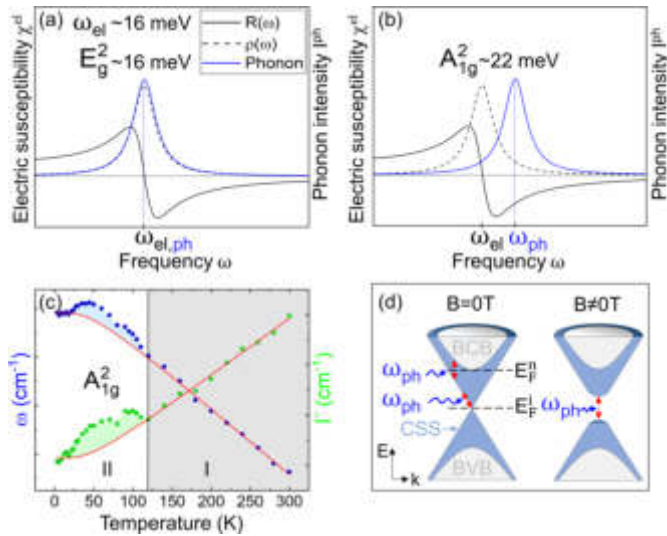 (a)
ω_el ~16 meV
E_g^2 ~16 meV
R(ω)
ρ(ω)
Phonon
Electric susceptibility χ^el
Phonon intensity I^ph
ω_el,ph
Frequency ω
(b)
A_1g^2 ~22 meV
Electric susceptibility χ^el
Phonon intensity I^ph
ω_el
ω_ph
Frequency ω
(c)
A_1g^2
II
I
ω (cm⁻¹)
0
50
100
150
200
250
300
Temperature (K)
(d)
B=0T
B≠0T
BCB
ω_ph
E_F^n
ω_ph
E_F^i
ω_ph
CSS
BVB
E
k